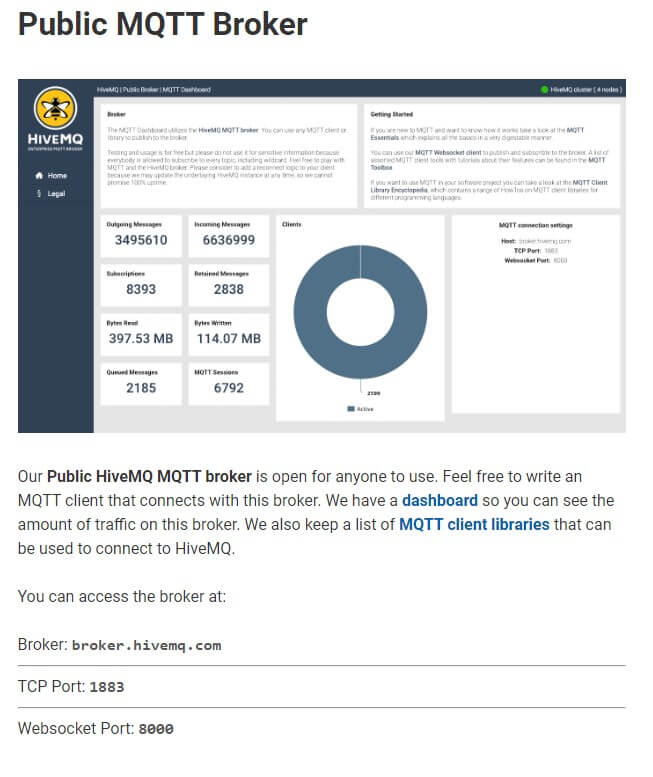 Public MQTT Broker
HiveMQ | Public Broker | MQTT Dashboard
HiveMQ cluster ( 4 nodes )
HIVEMQ
ENTERPRISE MQTT BROKER
Home
§ Legal
Broker
The MQTT Dashboard utilizes the HiveMQ MQTT broker. You can use any MQTT client or
library to publish to the broker.
Testing and usage is for free but please do not use it for sensitive information because
everybody is allowed to subscribe to every topic, including wildcard. Feel free to play with
MQTT and the HiveMQ broker. Please consider to add a reconnect logic to your client
because we may update the underlaying HiveMQ instance at any time, so we cannot
promise 100% uptime.
Getting Started
If you are new to MQTT and want to know how it works take a look at the MQTT
Essentials which explains all the basics in a very digestable manner.
You can use our MQTT Websocket client to publish and subscribe to the broker. A list of
assorted MQTT client tools with tutorials about their features can be found in the MQTT
Toolbox.
If you want to use MQTT in your software project you can take a look at the MQTT Client
Library Encyclopedia, which contains a range of HowTos on MQTT client libraries for
different programming languages.
Outgoing Messages
3495610
Incoming Messages
6636999
Subscriptions
8393
Retained Messages
2838
Bytes Read
397.53 MB
Bytes Written
114.07 MB
Queued Messages
2185
MQTT Sessions
6792
Clients
Active
MQTT connection settings
Host: broker.hivemq.com
TCP Port: 1883
Websocket Port: 8000
Our Public HiveMQ MQTT broker is open for anyone to use. Feel free to write an
MQTT client that connects with this broker. We have a dashboard so you can see the
amount of traffic on this broker. We also keep a list of MQTT client libraries that can
be used to connect to HiveMQ.
You can access the broker at:
Broker: broker.hivemq.com
TCP Port: 1883
Websocket Port: 8000